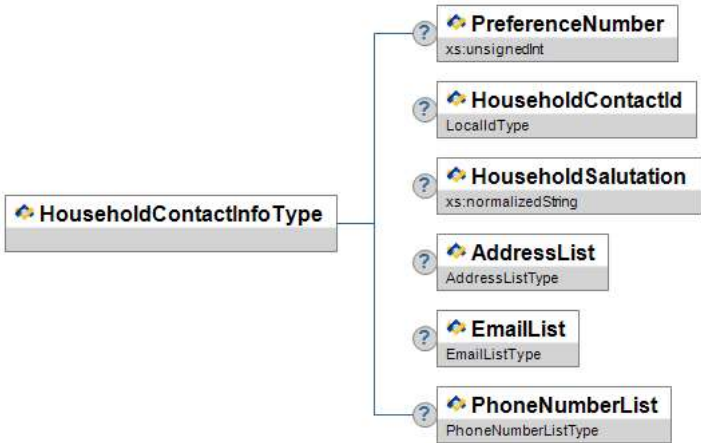 ?
PreferenceNumber
xs:unsignedInt
?
HouseholdContactId
LocalIdType
?
HouseholdSalutation
xs:normalizedString
HouseholdContactInfoType
?
AddressList
AddressListType
?
EmailList
EmailListType
?
PhoneNumberList
PhoneNumberListType